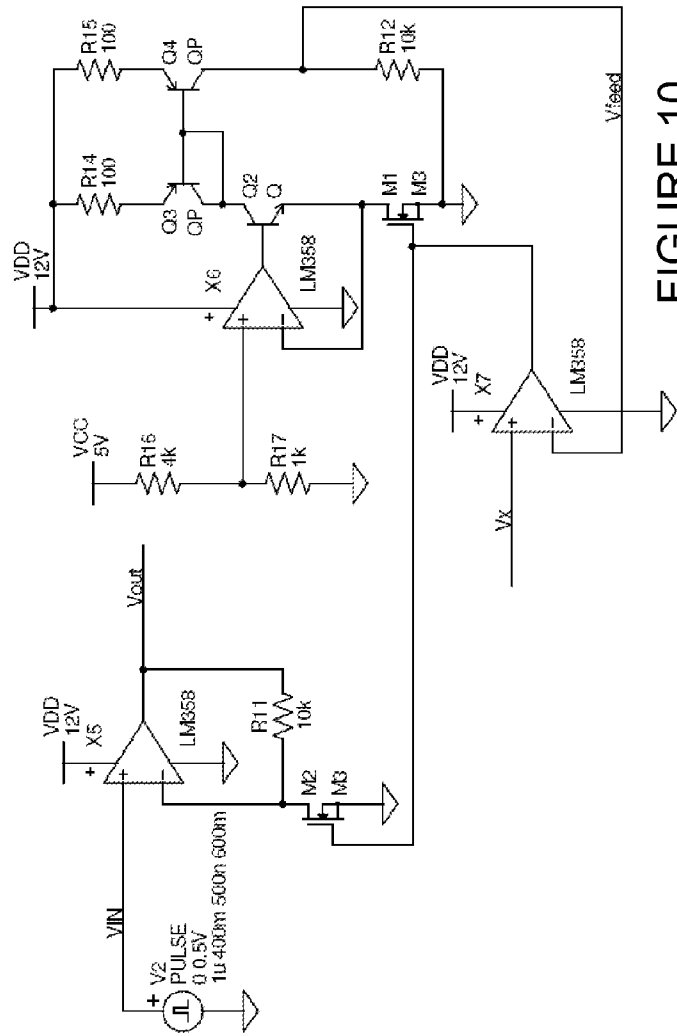 VDD
12V
R14
100
R15
100
Q3
QP
Q4
QP
X6
+
+
−
LM358
Q2
Q
R12
10k
M1
M3
VCC
5V
R16
4k
R17
1k
VDD
12V
X7
+
+
−
LM358
Vx
Vfeed
VDD
12V
X5
+
+
−
LM358
Vout
R11
10k
M2
M3
VIN
+
V2
PULSE
0 0.5V
1u 400m 500n 600m
FIGURE 10